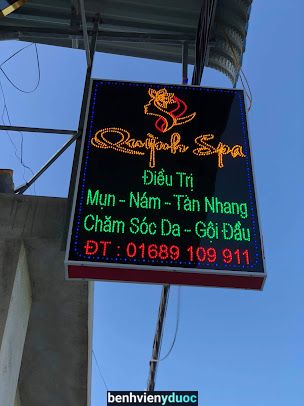 Quỳnh Spa
Điều Trị
Mụn - Nám - Tàn Nhang
Chăm Sóc Da - Gội Đầu
ĐT : 01689 109 911
benhvienyduoc